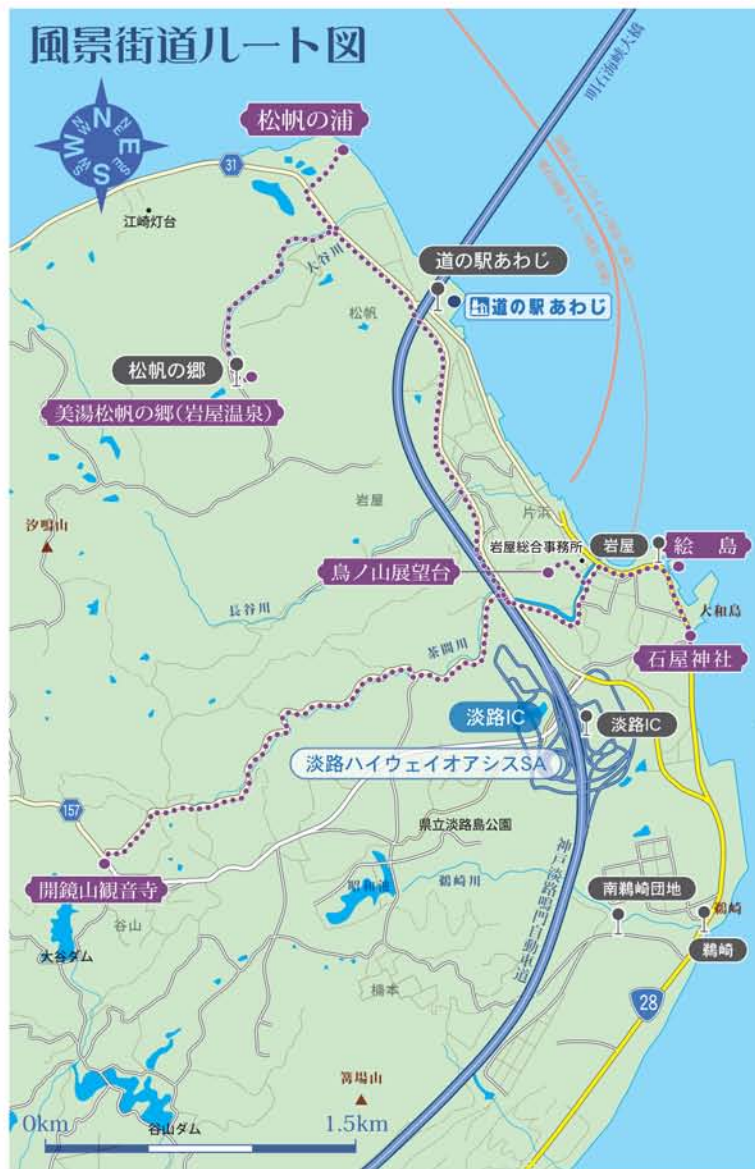 風景街道ルート図
明石海峡大橋
N
NE
E
S
W
NW
松帆の浦
31
江崎灯台
大谷川
道の駅あわじ
道の駅あわじ
松帆
松帆の郷
美湯松帆の郷(岩屋温泉)
岩屋
片浜
汐鳴山
岩屋総合事務所
岩屋
絵島
鳥ノ山展望台
大和島
長谷川
茶間川
石屋神社
淡路IC
淡路IC
淡路ハイウェイオアシスSA
157
県立淡路島公園
開鏡山観音寺
昭和池
鵜崎川
神戸淡路鳴門自動車道
南鵜崎団地
鵜崎
鵜崎
谷山
大谷ダム
楠本
28
篝場山
0km
1.5km
谷山ダム